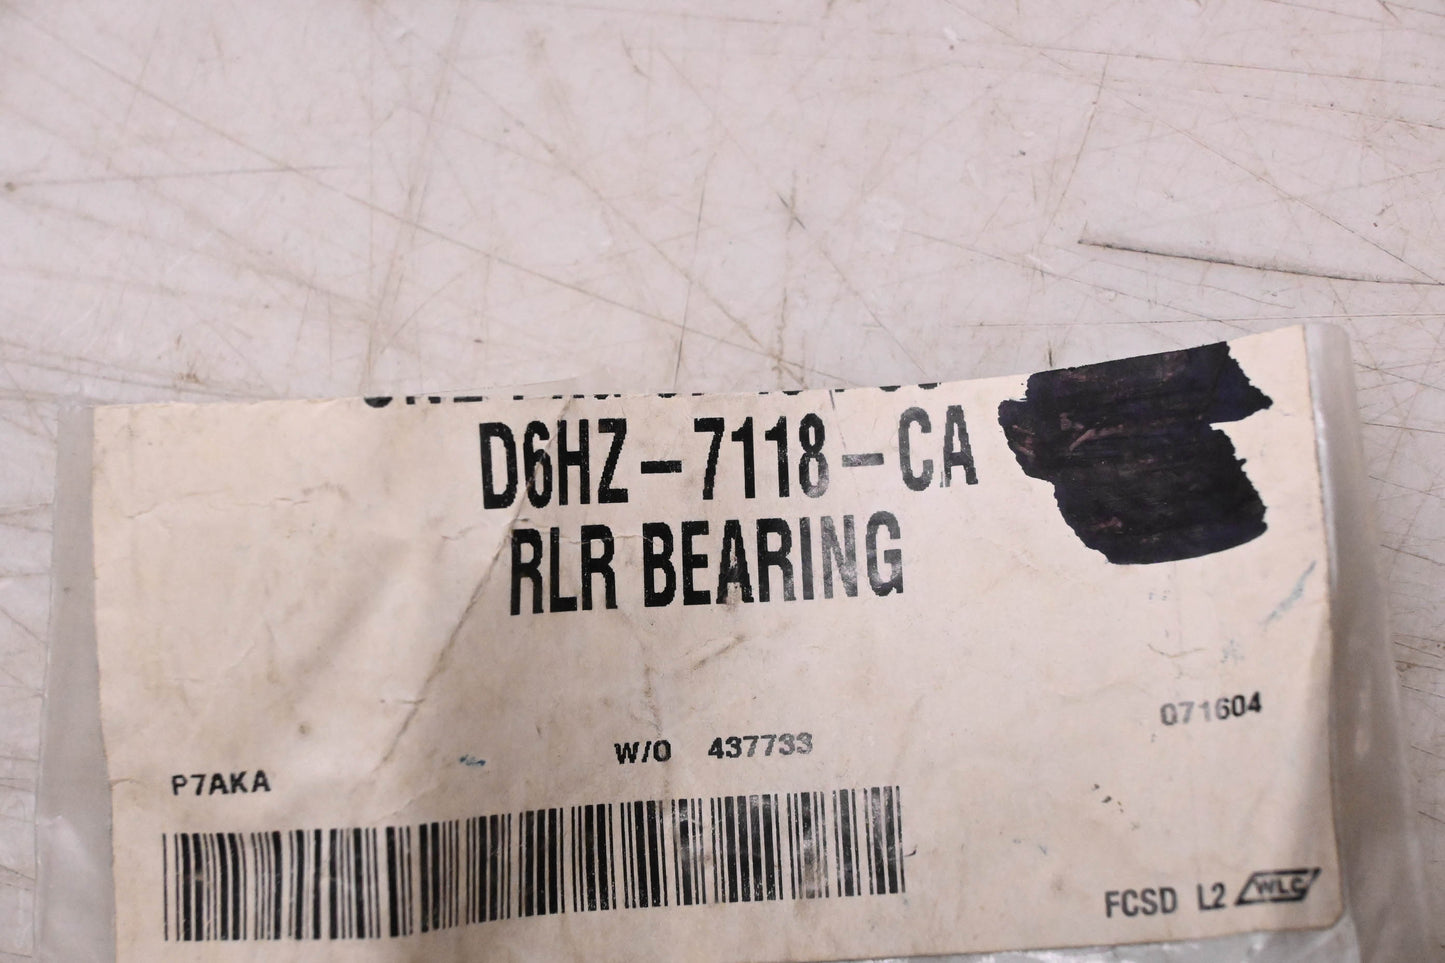 D6HZ-7118-CA
RLR BEARING
071604
W/O 437733
P7AKA
FCSD L2 WLC